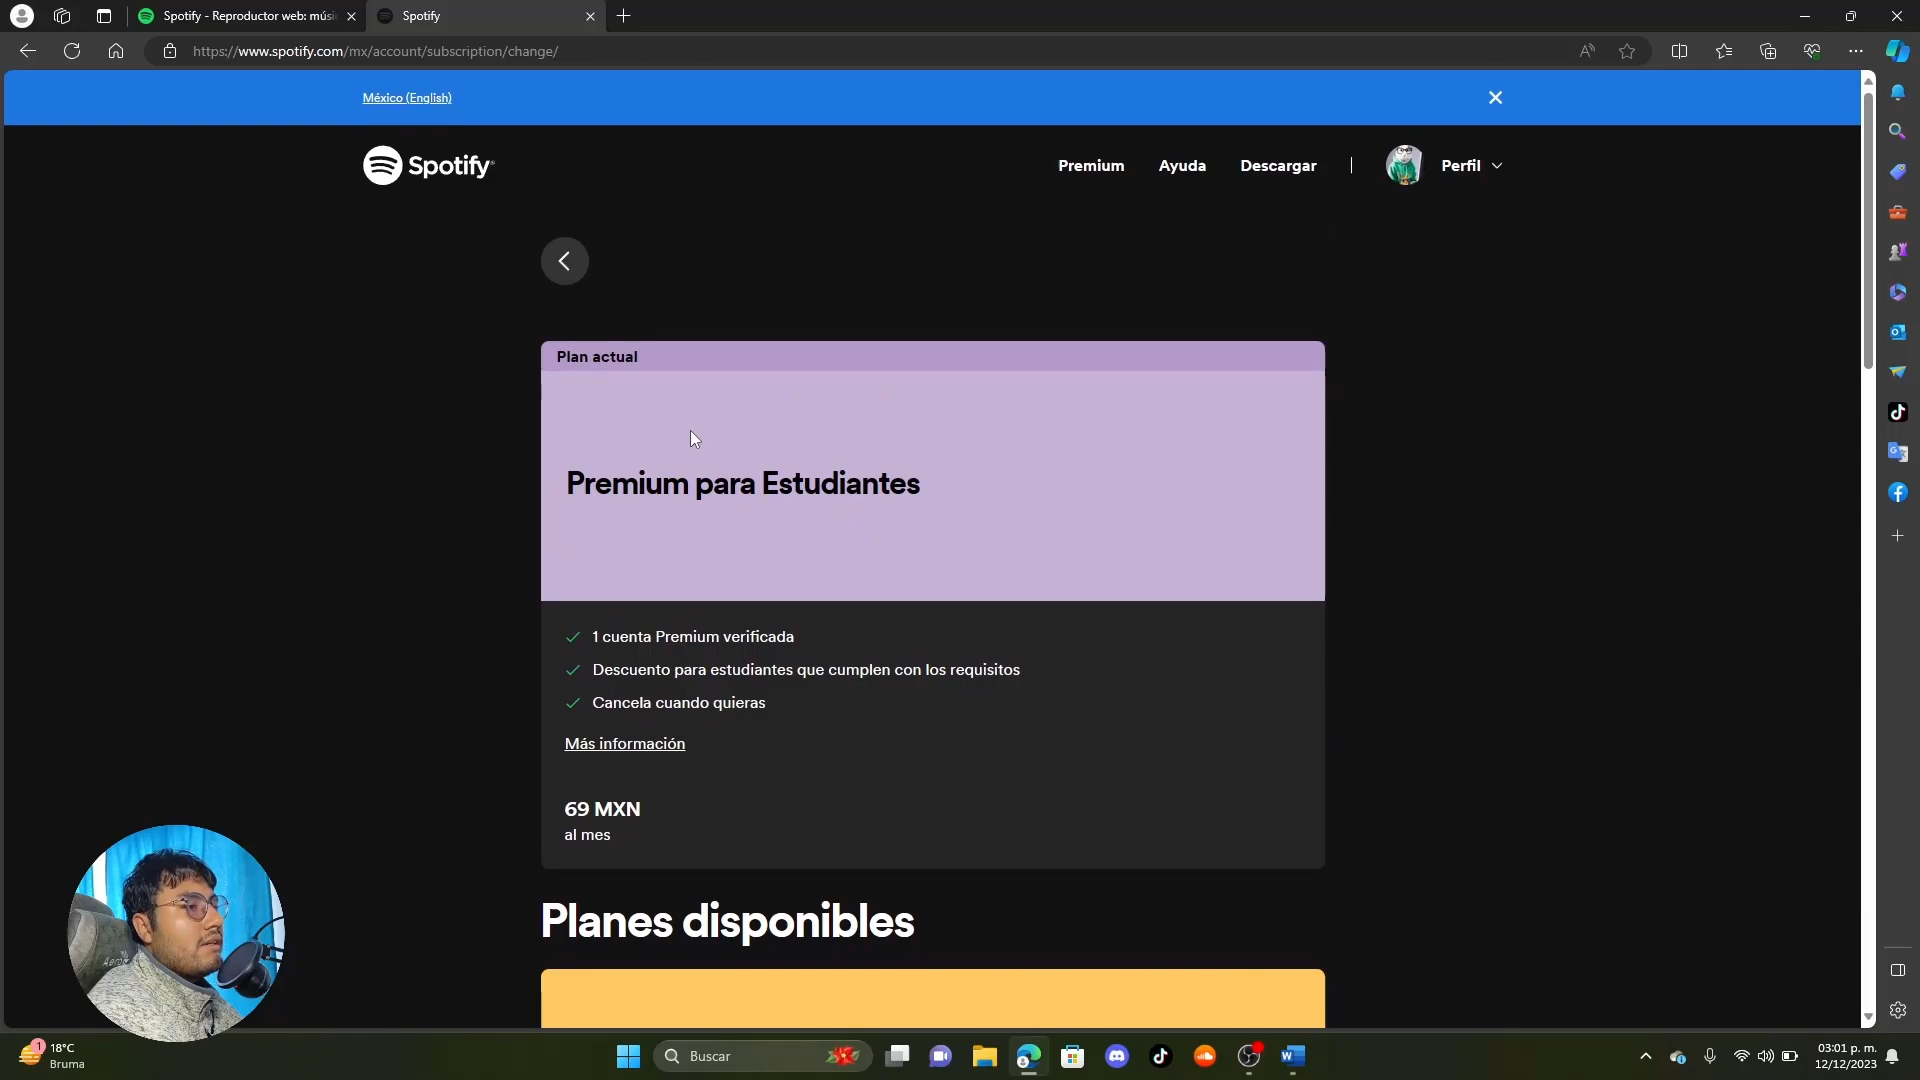 Spotify - Reproductor web: músi
Spotify
https://www.spotify.com/mx/account/subscription/change/
México (English)
Spotify
Premium
Ayuda
Descargar
Perfil
Plan actual
Premium para Estudiantes
1 cuenta Premium verificada
Descuento para estudiantes que cumplen con los requisitos
Cancela cuando quieras
Más información
69 MXN
al mes
Planes disponibles
1
18°C
Bruma
Buscar
03:01 p. m.
12/12/2023